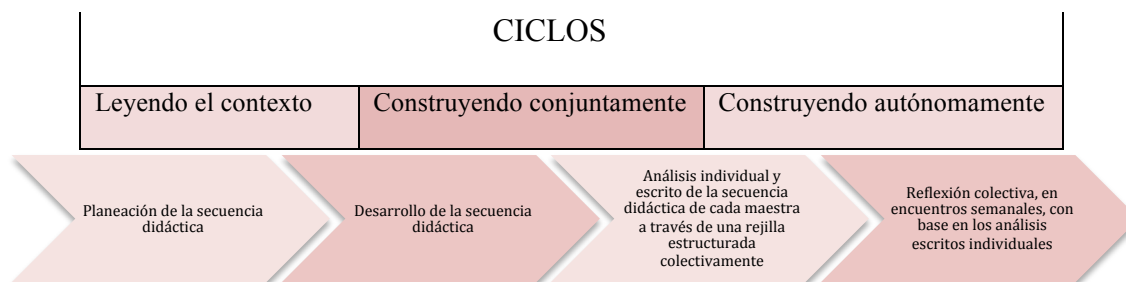 CICLOS
Leyendo el contexto
Construyendo conjuntamente
Construyendo autónomamente
Planeación de la secuencia
didáctica
Desarrollo de la secuencia
didáctica
Análisis individual y
escrito de la secuencia
didáctica de cada maestra
a través de una rejilla
estructurada
colectivamente
Reflexión colectiva, en
encuentros semanales, con
base en los análisis
escritos individuales